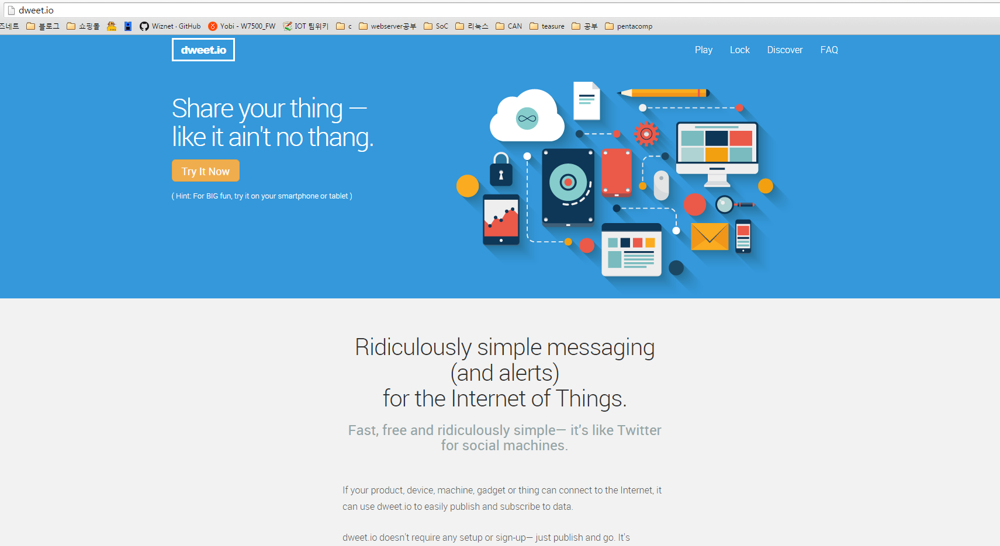 dweet.io
즈네트 블로그 쇼핑몰 Wiznet · GitHub Yobi - W7500_FW IOT 팀위키 c webserver공부 SoC 리눅스 CAN teasure 공부 pentacomp
dweet.io Play Lock Discover FAQ
Share your thing —
like it ain't no thang.
Try It Now
( Hint: For BIG fun, try it on your smartphone or tablet )
Ridiculously simple messaging
(and alerts)
for the Internet of Things.
Fast, free and ridiculously simple— it's like Twitter
for social machines.
If your product, device, machine, gadget or thing can connect to the Internet, it
can use dweet.io to easily publish and subscribe to data.
dweet.io doesn't require any setup or sign-up— just publish and go. It's